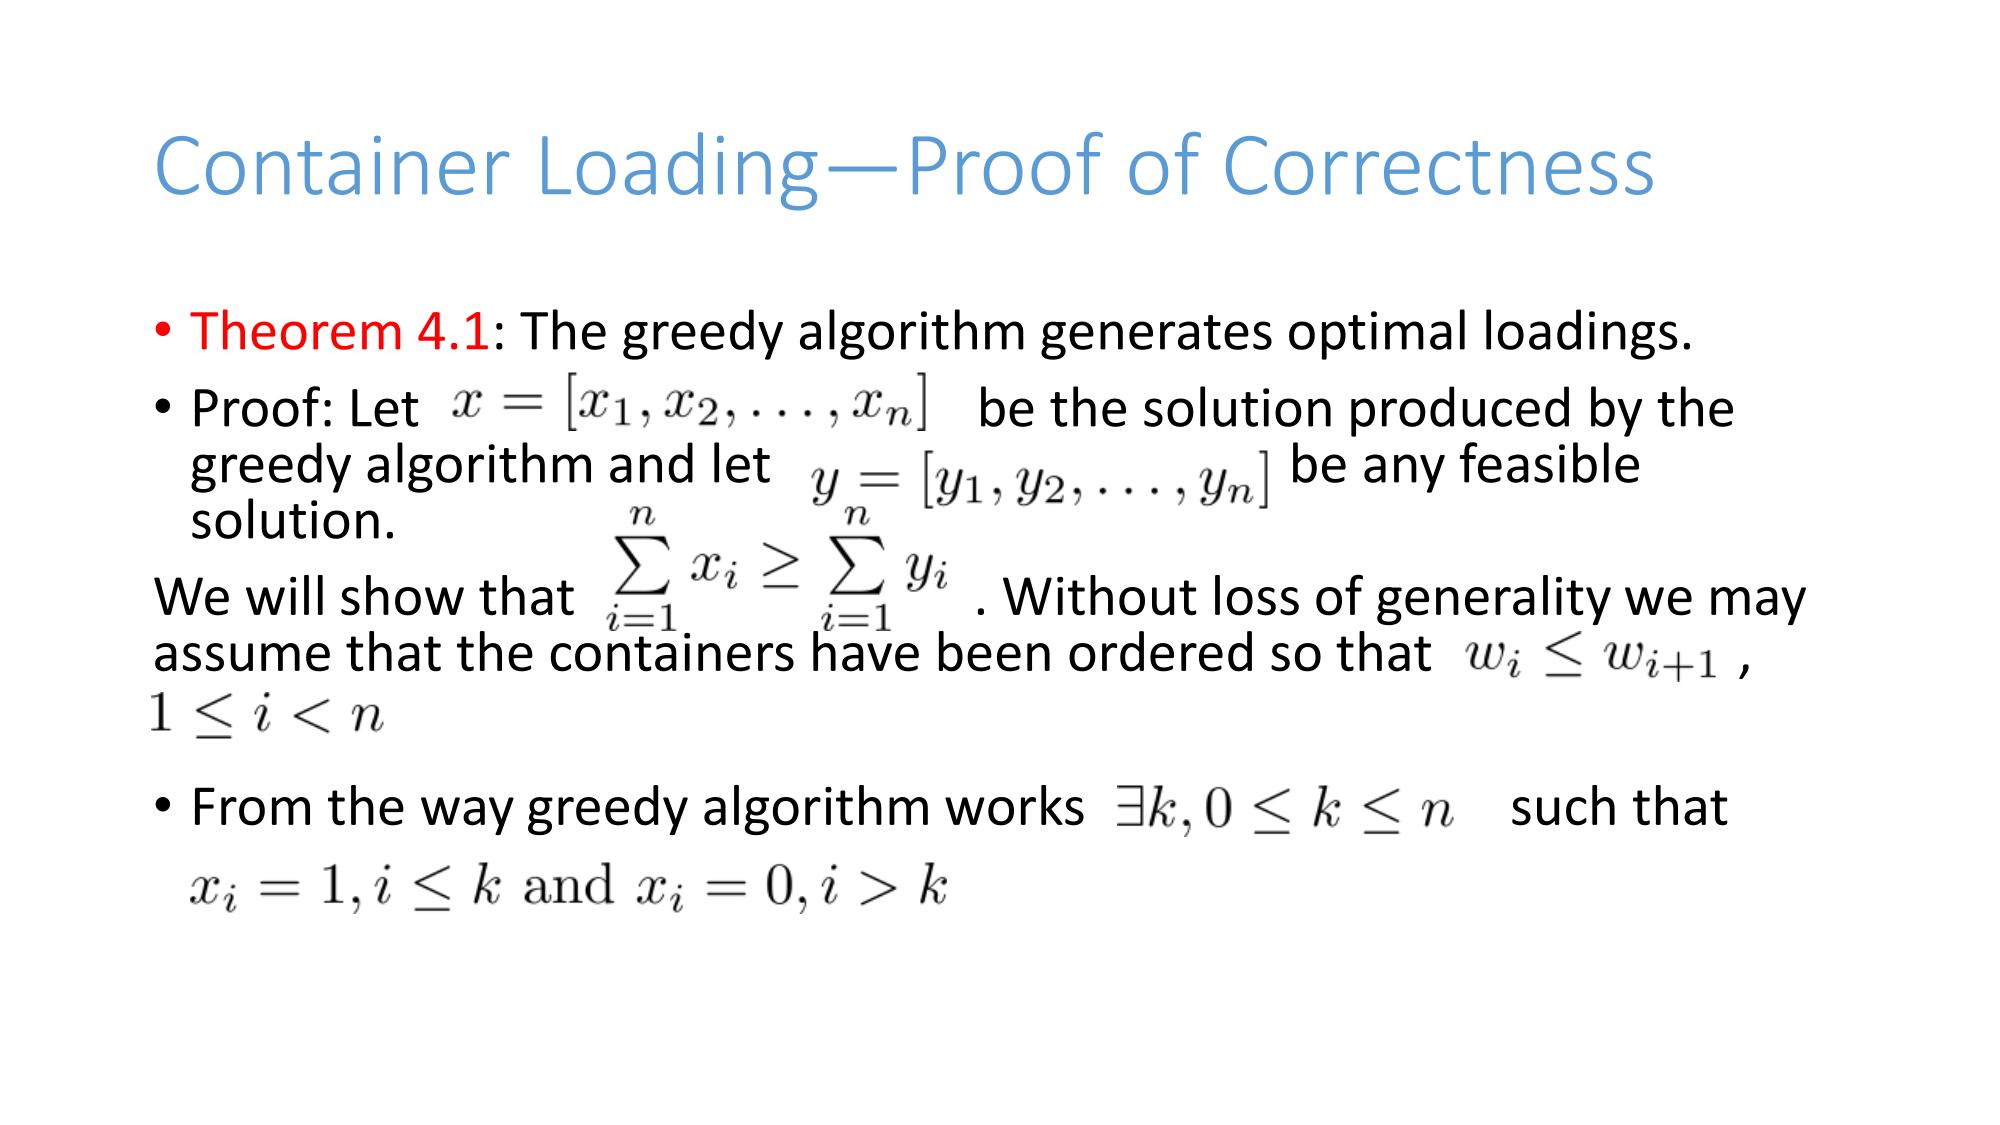 Container Loading—Proof of Correctness
• Theorem 4.1: The greedy algorithm generates optimal loadings.
• Proof: Let $x = [x_1, x_2, \ldots, x_n]$ be the solution produced by the
greedy algorithm and let $y = [y_1, y_2, \ldots, y_n]$ be any feasible
solution.
We will show that $\sum_{i=1}^{n} x_i \geq \sum_{i=1}^{n} y_i$ . Without loss of generality we may
assume that the containers have been ordered so that $w_i \leq w_{i+1}$ ,
$1 \leq i < n$
• From the way greedy algorithm works $\exists k, 0 \leq k \leq n$ such that
$x_i = 1, i \leq k \text{ and } x_i = 0, i > k$